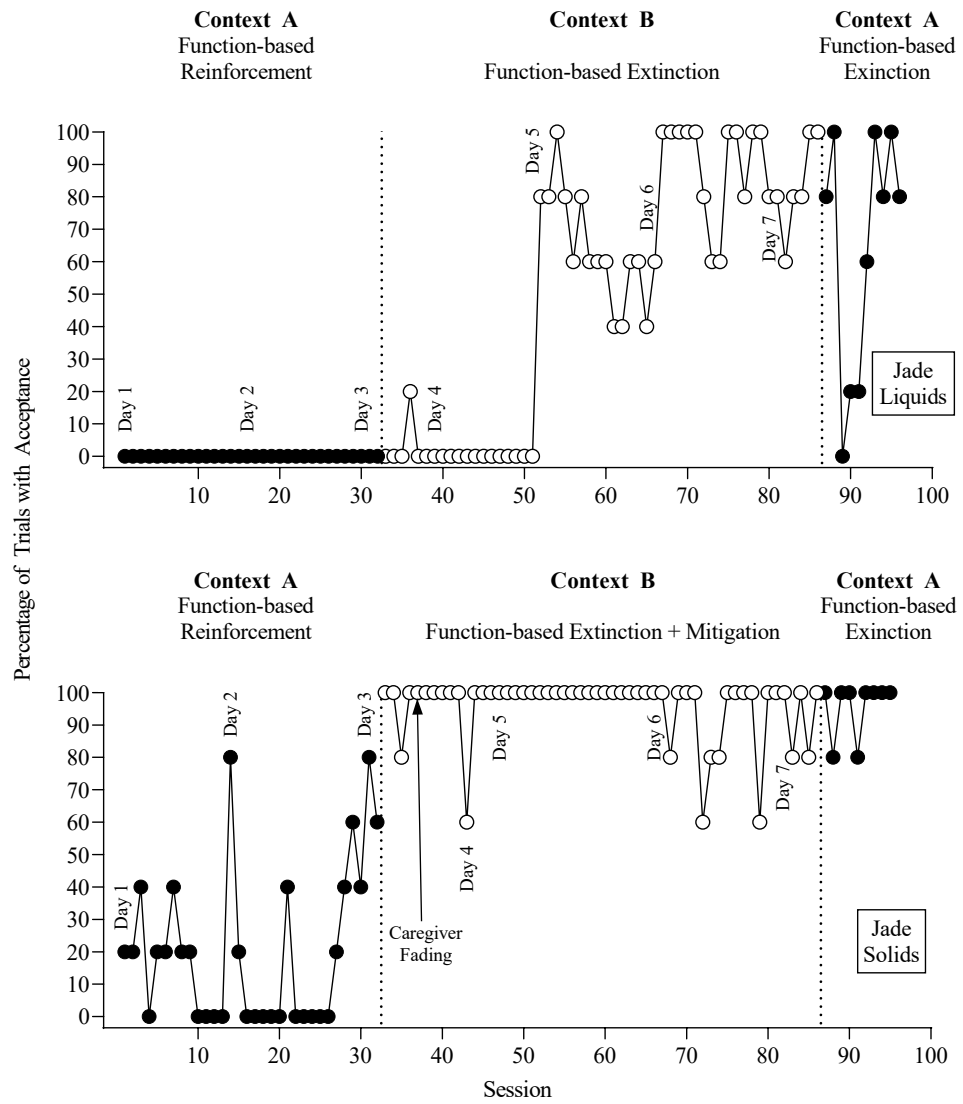 Context A
Function-based
Reinforcement
Context B
Function-based Extinction
Context A
Function-based
Exinction
100
90
80
70
60
50
40
30
20
10
0
Day 1
Day 2
Day 3
Day 4
Day 5
Day 6
Day 7
Jade
Liquids
10 20 30 40 50 60 70 80 90 100
Percentage of Trials with Acceptance
Context A
Function-based
Reinforcement
Context B
Function-based Extinction + Mitigation
Context A
Function-based
Exinction
100
90
80
70
60
50
40
30
20
10
0
Day 1
Day 2
Day 3
Day 4
Day 5
Day 6
Day 7
Caregiver
Fading
Jade
Solids
10 20 30 40 50 60 70 80 90 100
Session